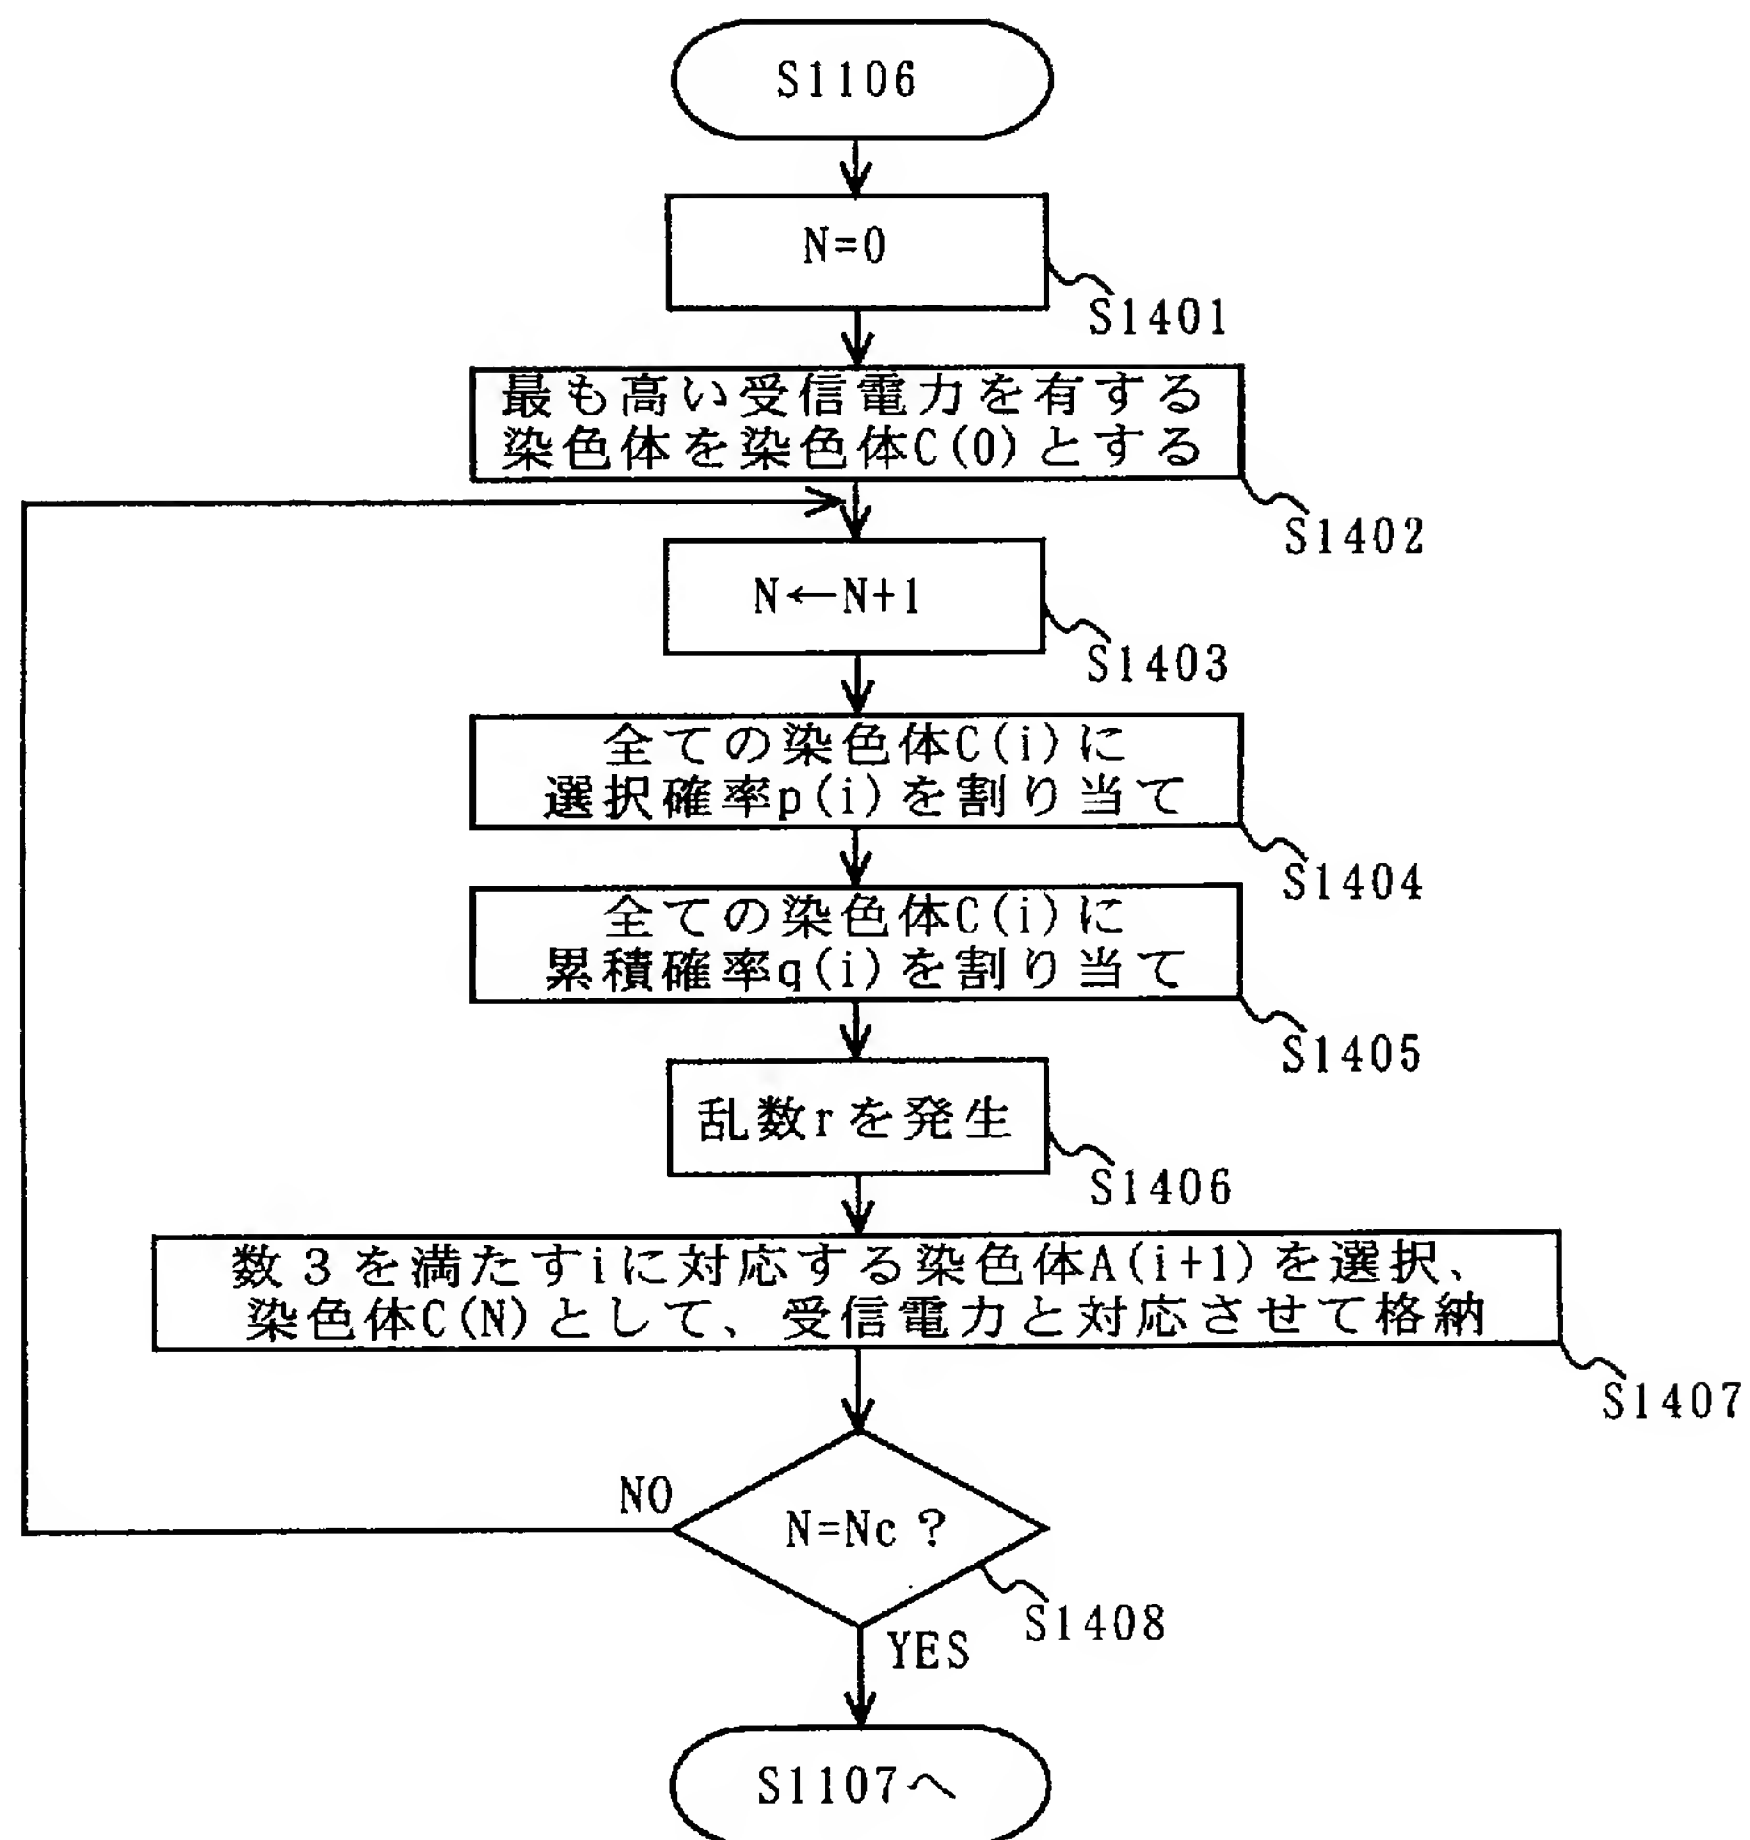 S1106
N=0
S1401
最も高い受信電力を有する
染色体を染色体C(0)とする
S1402
N←N+1
S1403
全ての染色体C(i)に
選択確率p(i)を割り当て
S1404
全ての染色体C(i)に
累積確率q(i)を割り当て
S1405
乱数rを発生
S1406
数3を満たすiに対応する染色体A(i+1)を選択、
染色体C(N)として、受信電力と対応させて格納
S1407
NO
N=Nc？
S1408
YES
S1107へ